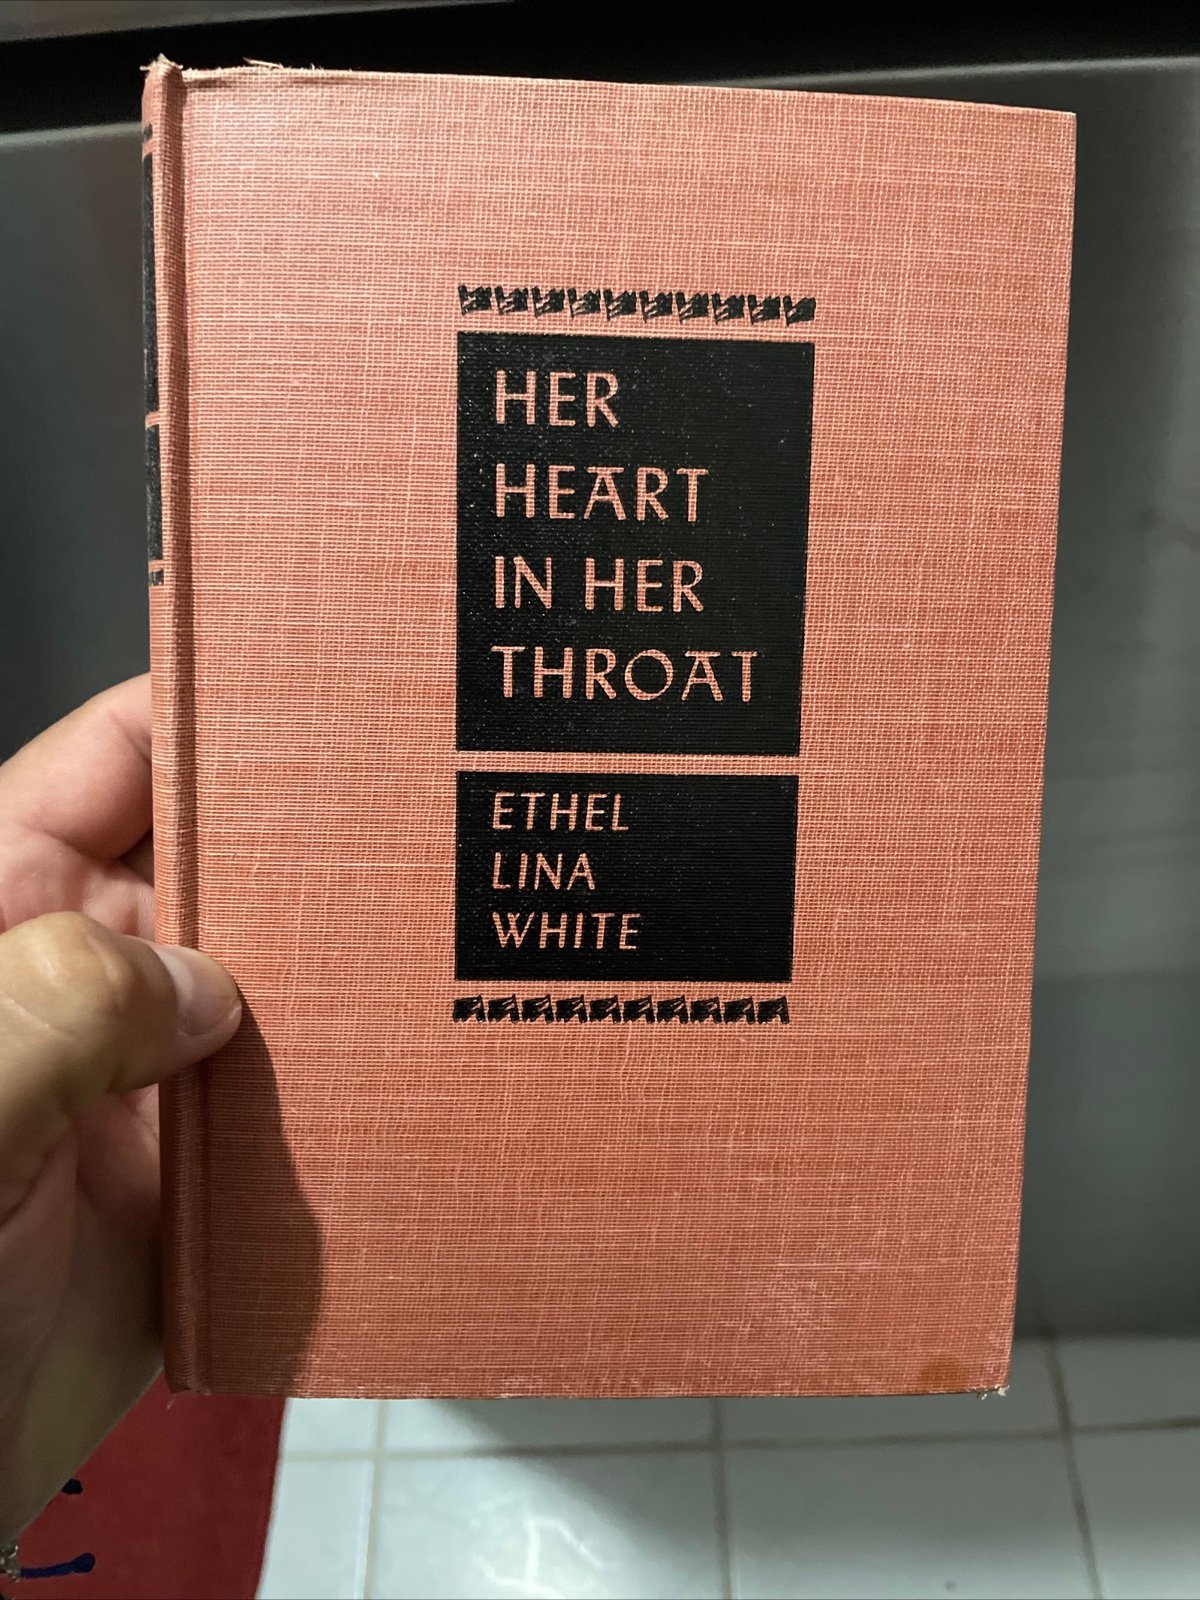 HER
HEART
IN HER
THROAT
ETHEL
LINA
WHITE